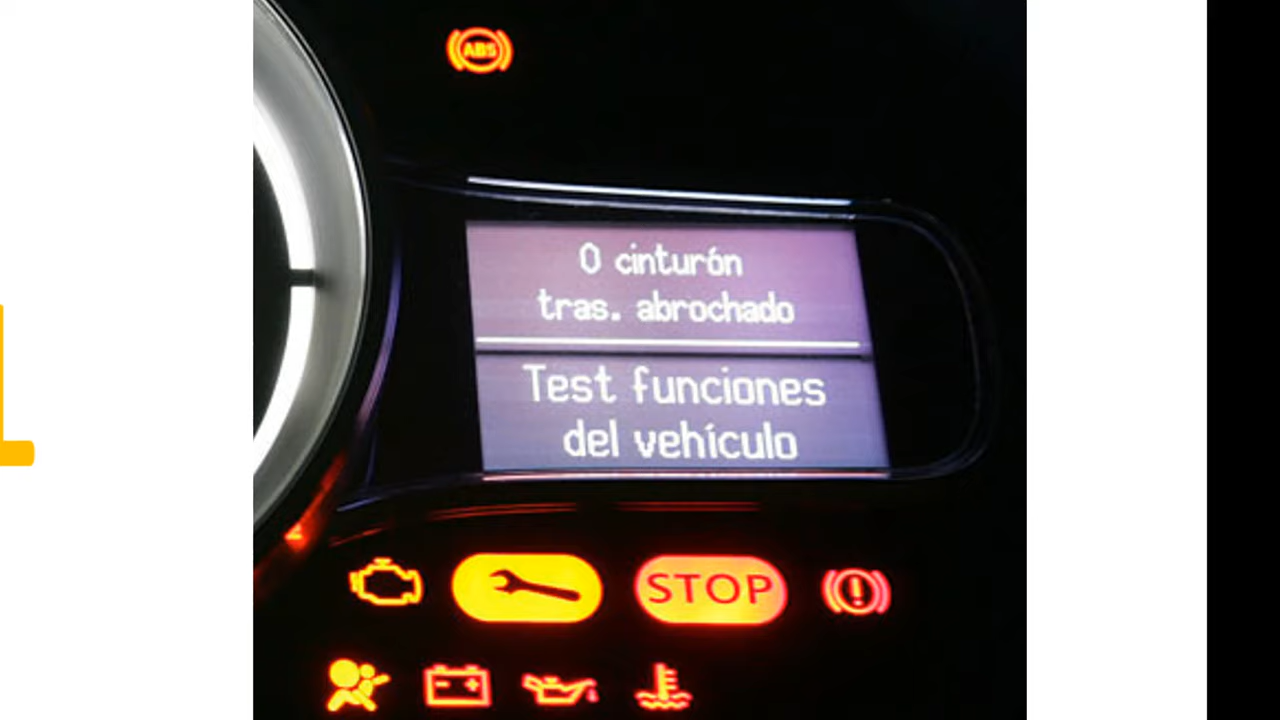 ABS
0 cinturón
tras. abrochado
Test funciones
del vehículo
STOP